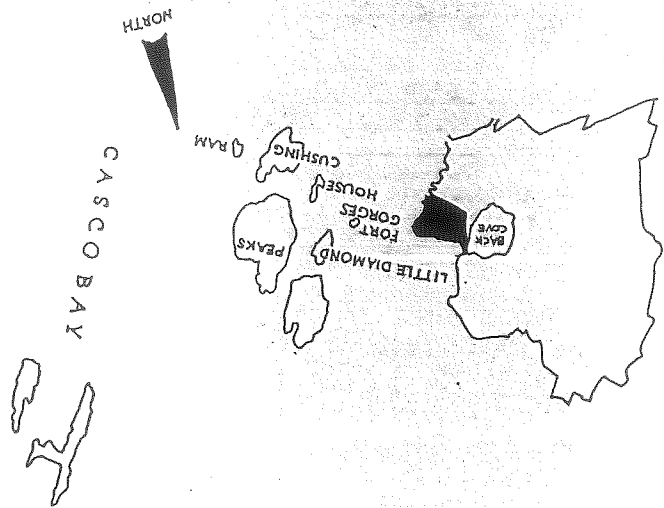 NORTH
RAM
CUSHING
HOUSE
FORT
GORGES
BACK
COVE
PEAKS
LITTLE DIAMOND
CASCO BAY